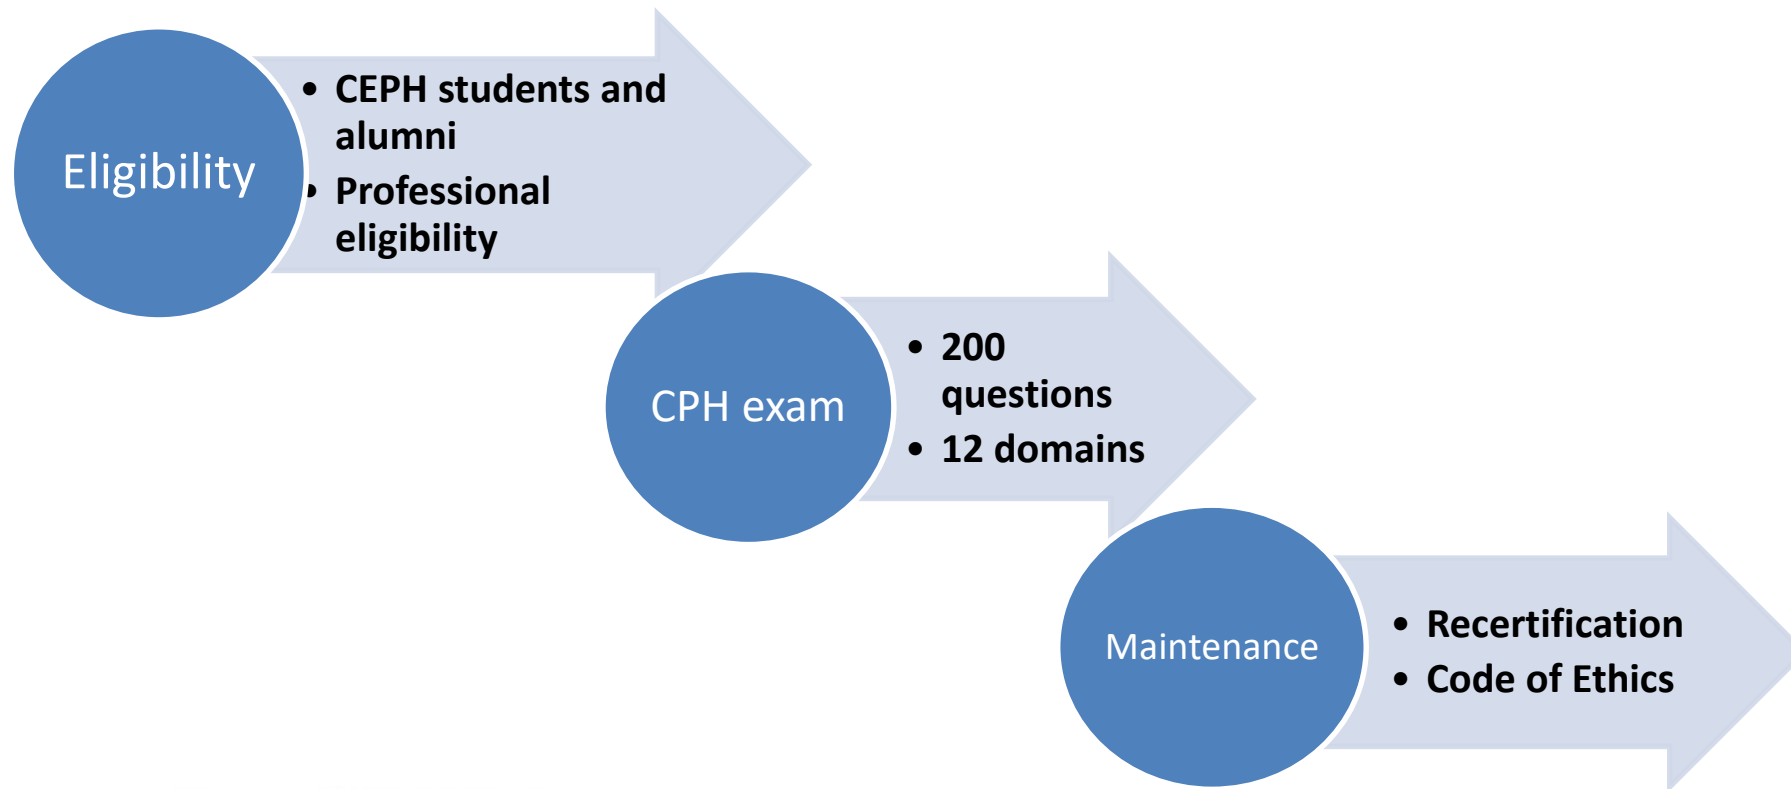 Eligibility
• CEPH students and
alumni
• Professional
eligibility
CPH exam
• 200
questions
• 12 domains
Maintenance
• Recertification
• Code of Ethics